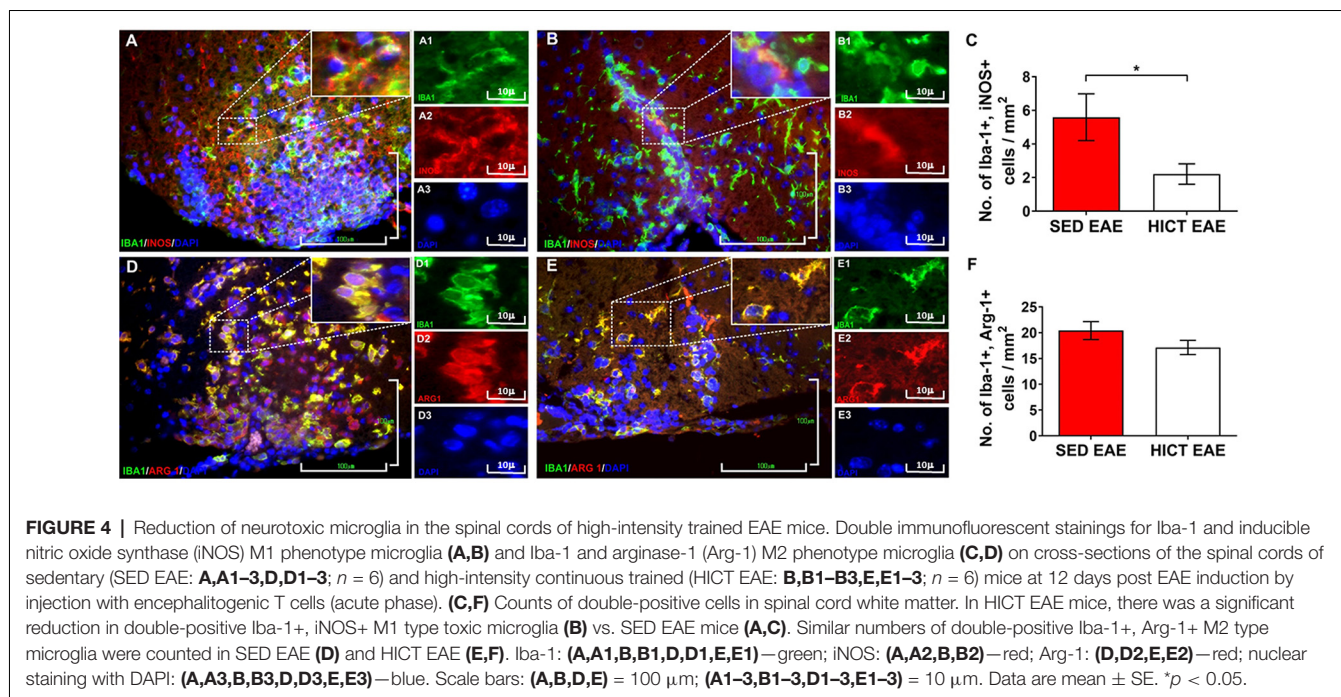 A
IBA1/INOS/DAPI
100μm
100μm
A1
IBA1
10μ
A2
INOS
10μ
A3
DAPI
10μ
B
IBA1/INOS/DAPI
100μm
100μm
B1
IBA1
10μ
B2
INOS
10μ
B3
DAPI
10μ
C
No. of Iba-1+, iNOS+
cells / mm²
8
6
4
2
0
*
SED EAE HICT EAE
D
IBA1/ARG 1/DAPI
100μm
100μm
D1
IBA1
10μ
D2
ARG1
10μ
D3
DAPI
10μ
E
IBA1/ARG 1/DAPI
100μm
100μm
E1
IBA1
10μ
E2
ARG1
10μ
E3
DAPI
10μ
F
No. of Iba-1+, Arg-1+
cells / mm²
25
20
15
10
5
0
SED EAE HICT EAE
FIGURE 4 | Reduction of neurotoxic microglia in the spinal cords of high-intensity trained EAE mice. Double immunofluorescent stainings for Iba-1 and inducible
nitric oxide synthase (iNOS) M1 phenotype microglia (A,B) and Iba-1 and arginase-1 (Arg-1) M2 phenotype microglia (C,D) on cross-sections of the spinal cords of
sedentary (SED EAE: A,A1–3,D,D1–3; n = 6) and high-intensity continuous trained (HICT EAE: B,B1–B3,E,E1–3; n = 6) mice at 12 days post EAE induction by
injection with encephalitogenic T cells (acute phase). (C,F) Counts of double-positive cells in spinal cord white matter. In HICT EAE mice, there was a significant
reduction in double-positive Iba-1+, iNOS+ M1 type toxic microglia (B) vs. SED EAE mice (A,C). Similar numbers of double-positive Iba-1+, Arg-1+ M2 type
microglia were counted in SED EAE (D) and HICT EAE (E,F). Iba-1: (A,A1,B,B1,D,D1,E,E1)—green; iNOS: (A,A2,B,B2)—red; Arg-1: (D,D2,E,E2)—red; nuclear
staining with DAPI: (A,A3,B,B3,D,D3,E,E3)—blue. Scale bars: (A,B,D,E) = 100 μm; (A1–3,B1–3,D1–3,E1–3) = 10 μm. Data are mean ± SE. *p < 0.05.